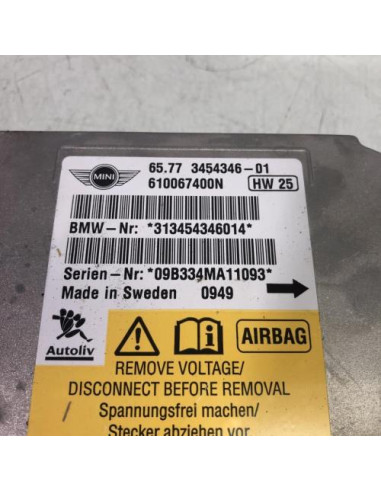 MINI
65.77 3454346-01
610067400N HW 25
BMW-Nr: *313454346014*
Serien-Nr: *09B334MA11093*
Made in Sweden 0949
Autoliv
AIRBAG
REMOVE VOLTAGE/
DISCONNECT BEFORE REMOVAL
Spannungsfrei machen/
Stecker abziehen vor